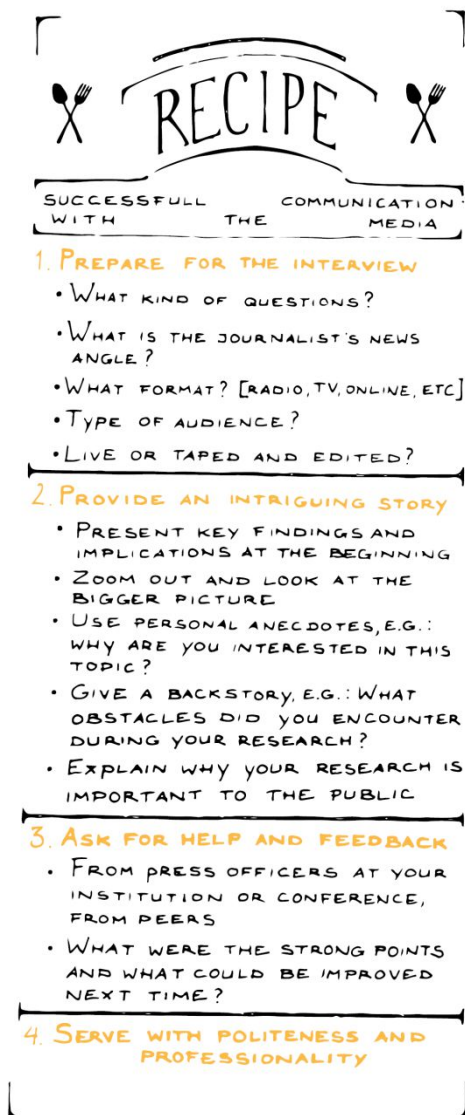 RECIPE
SUCCESSFULL COMMUNICATION
WITH THE MEDIA
1. PREPARE FOR THE INTERVIEW
• WHAT KIND OF QUESTIONS?
• WHAT IS THE JOURNALIST'S NEWS
ANGLE?
• WHAT FORMAT? [RADIO, TV, ONLINE, ETC]
• TYPE OF AUDIENCE?
• LIVE OR TAPED AND EDITED?
2. PROVIDE AN INTRIGUING STORY
• PRESENT KEY FINDINGS AND
IMPLICATIONS AT THE BEGINNING
• ZOOM OUT AND LOOK AT THE
BIGGER PICTURE
• USE PERSONAL ANECDOTES, E.G.:
WHY ARE YOU INTERESTED IN THIS
TOPIC?
• GIVE A BACKSTORY, E.G.: WHAT
OBSTACLES DID YOU ENCOUNTER
DURING YOUR RESEARCH?
• EXPLAIN WHY YOUR RESEARCH IS
IMPORTANT TO THE PUBLIC
3. ASK FOR HELP AND FEEDBACK
• FROM PRESS OFFICERS AT YOUR
INSTITUTION OR CONFERENCE,
FROM PEERS
• WHAT WERE THE STRONG POINTS
AND WHAT COULD BE IMPROVED
NEXT TIME?
4. SERVE WITH POLITENESS AND
PROFESSIONALITY